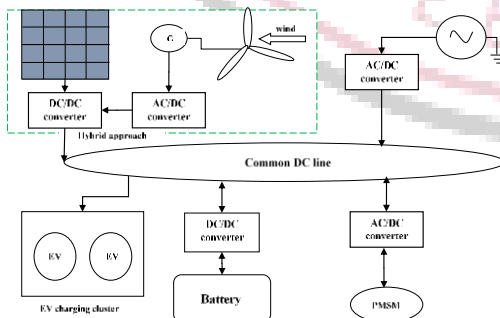 G
wind
AC/DC
converter
DC/DC
converter
AC/DC
converter
Hybrid approach
Common DC line
EV
EV
DC/DC
converter
AC/DC
converter
Battery
PMSM
EV charging cluster